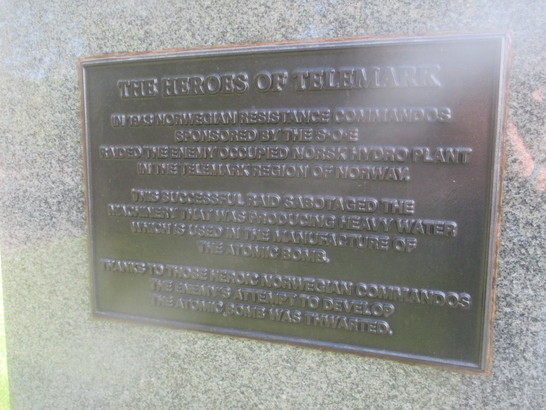 THE HEROES OF TELEMARK
IN 1943 NORWEGIAN RESISTANCE COMMANDOS
SPONSORED BY THE S•O•E
RAIDED THE ENEMY OCCUPIED NORSK HYDRO PLANT
IN THE TELEMARK REGION OF NORWAY.
THIS SUCCESSFUL RAID SABOTAGED THE
MACHINERY THAT WAS PRODUCING HEAVY WATER
WHICH IS USED IN THE MANUFACTURE OF
THE ATOMIC BOMB.
THANKS TO THOSE HEROIC NORWEGIAN COMMANDOS
THE ENEMY'S ATTEMPT TO DEVELOP
THE ATOMIC BOMB WAS THWARTED.